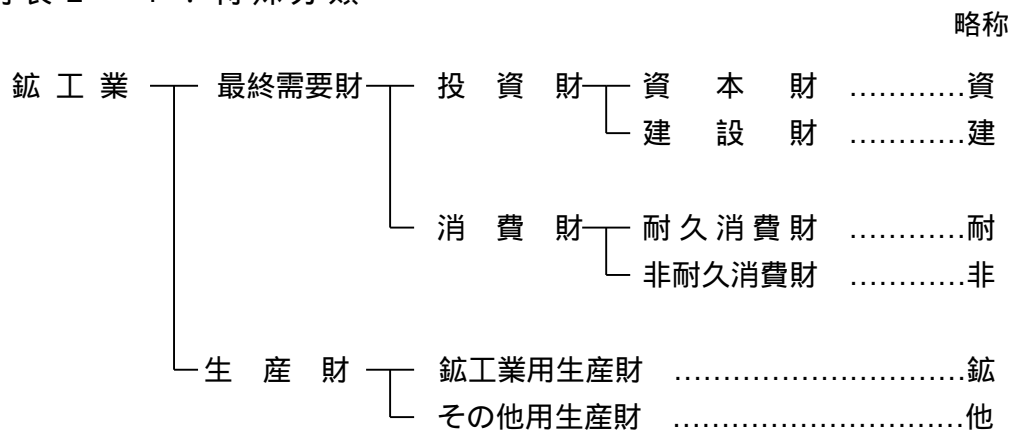 略称
鉱 工 業 最終需要財 投 資 財 資 本 財 …………資
建 設 財 …………建
消 費 財 耐 久 消 費 財 …………耐
非耐久消費財 …………非
生 産 財 鉱工業用生産財 …………………………鉱
その他用生産財 …………………………他